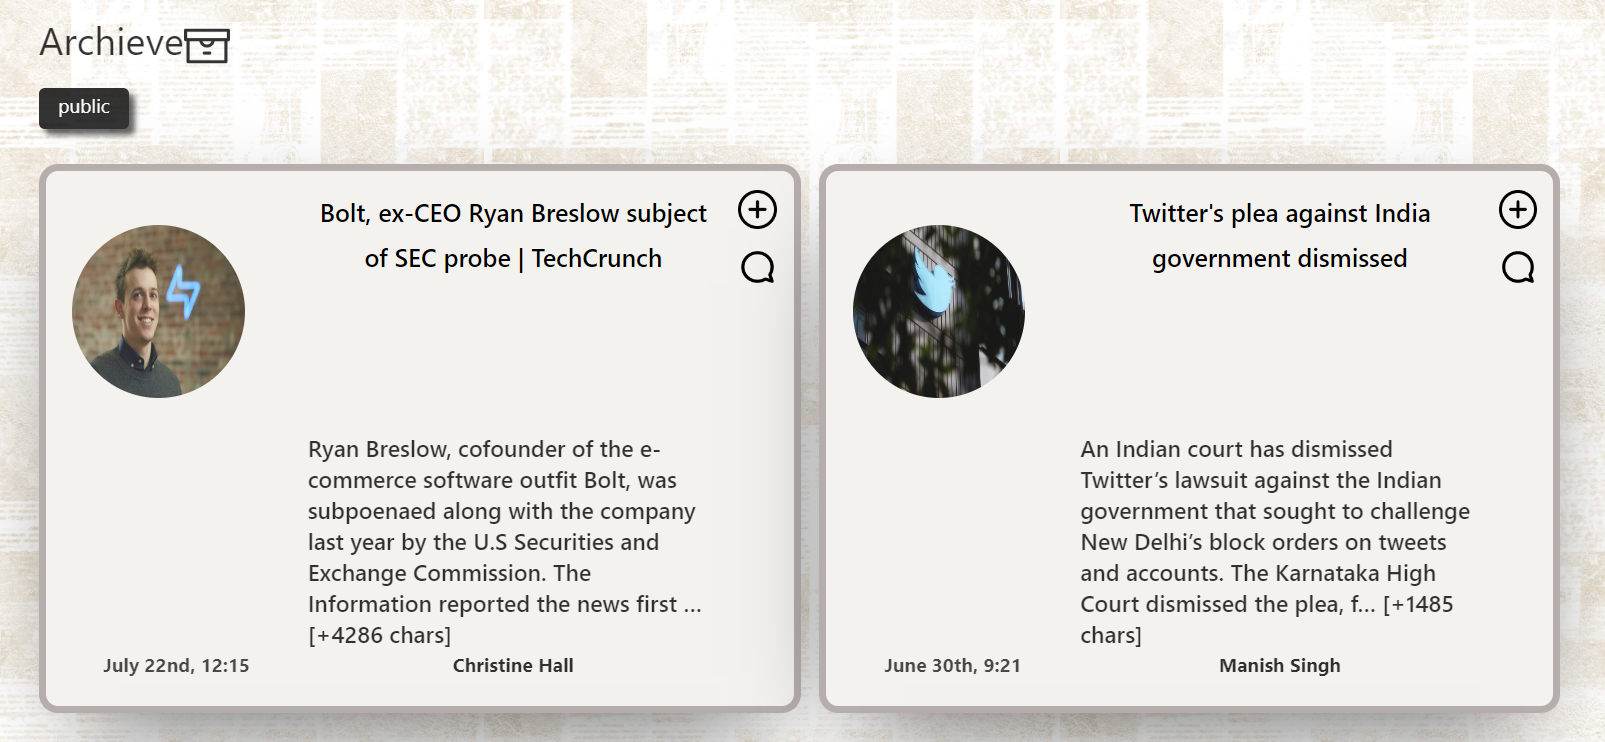 Archieve
public
Bolt, ex-CEO Ryan Breslow subject
of SEC probe | TechCrunch
Ryan Breslow, cofounder of the e-
commerce software outfit Bolt, was
subpoenaed along with the company
last year by the U.S Securities and
Exchange Commission. The
Information reported the news first ...
[+4286 chars]
July 22nd, 12:15
Christine Hall
Twitter's plea against India
government dismissed
An Indian court has dismissed
Twitter’s lawsuit against the Indian
government that sought to challenge
New Delhi’s block orders on tweets
and accounts. The Karnataka High
Court dismissed the plea, f... [+1485
chars]
June 30th, 9:21
Manish Singh